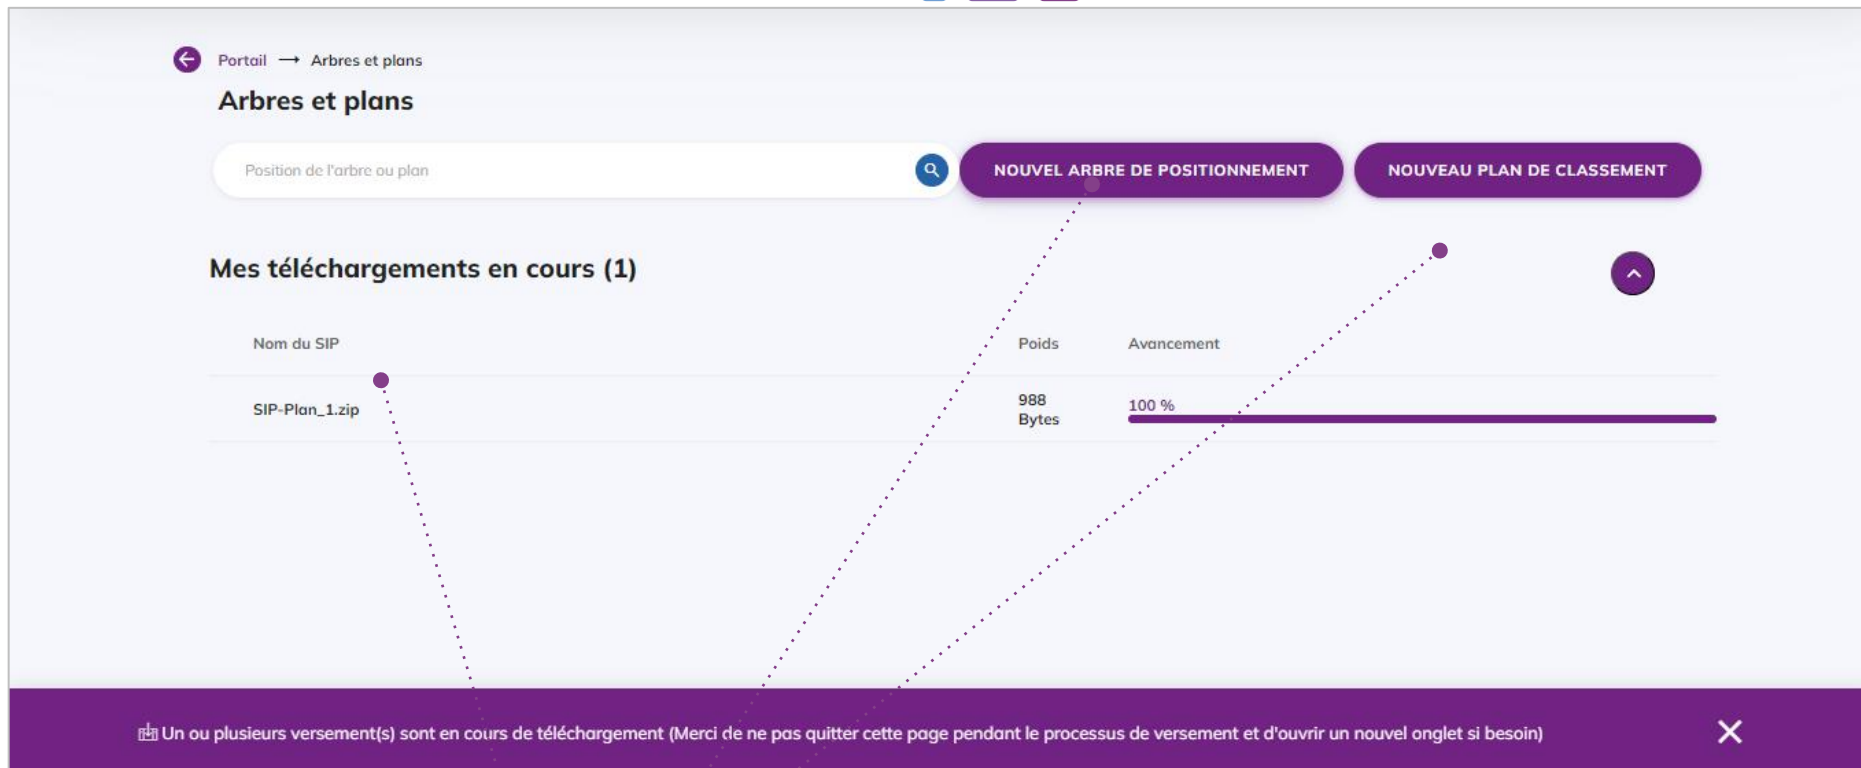 Portail → Arbres et plans
Arbres et plans
Position de l'arbre ou plan
NOUVEL ARBRE DE POSITIONNEMENT
NOUVEAU PLAN DE CLASSEMENT
Mes téléchargements en cours (1)
Nom du SIP Poids Avancement
SIP-Plan_1.zip 988 Bytes 100 %
Un ou plusieurs versement(s) sont en cours de téléchargement (Merci de ne pas quitter cette page pendant le processus de versement et d'ouvrir un nouvel onglet si besoin)